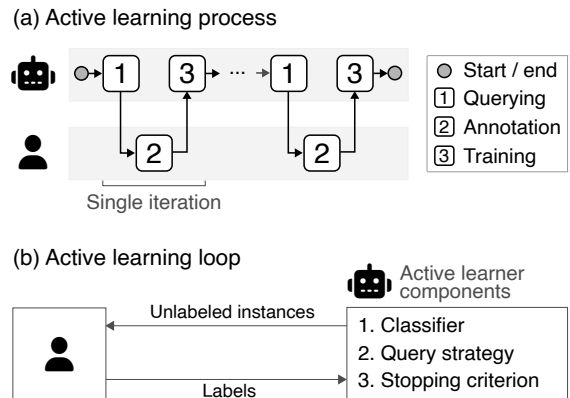 (a) Active learning process
1 3 ... 1 3
2 2
Single iteration
Start / end
1 Querying
2 Annotation
3 Training
(b) Active learning loop
Active learner
components
Unlabeled instances
Labels
1. Classifier
2. Query strategy
3. Stopping criterion